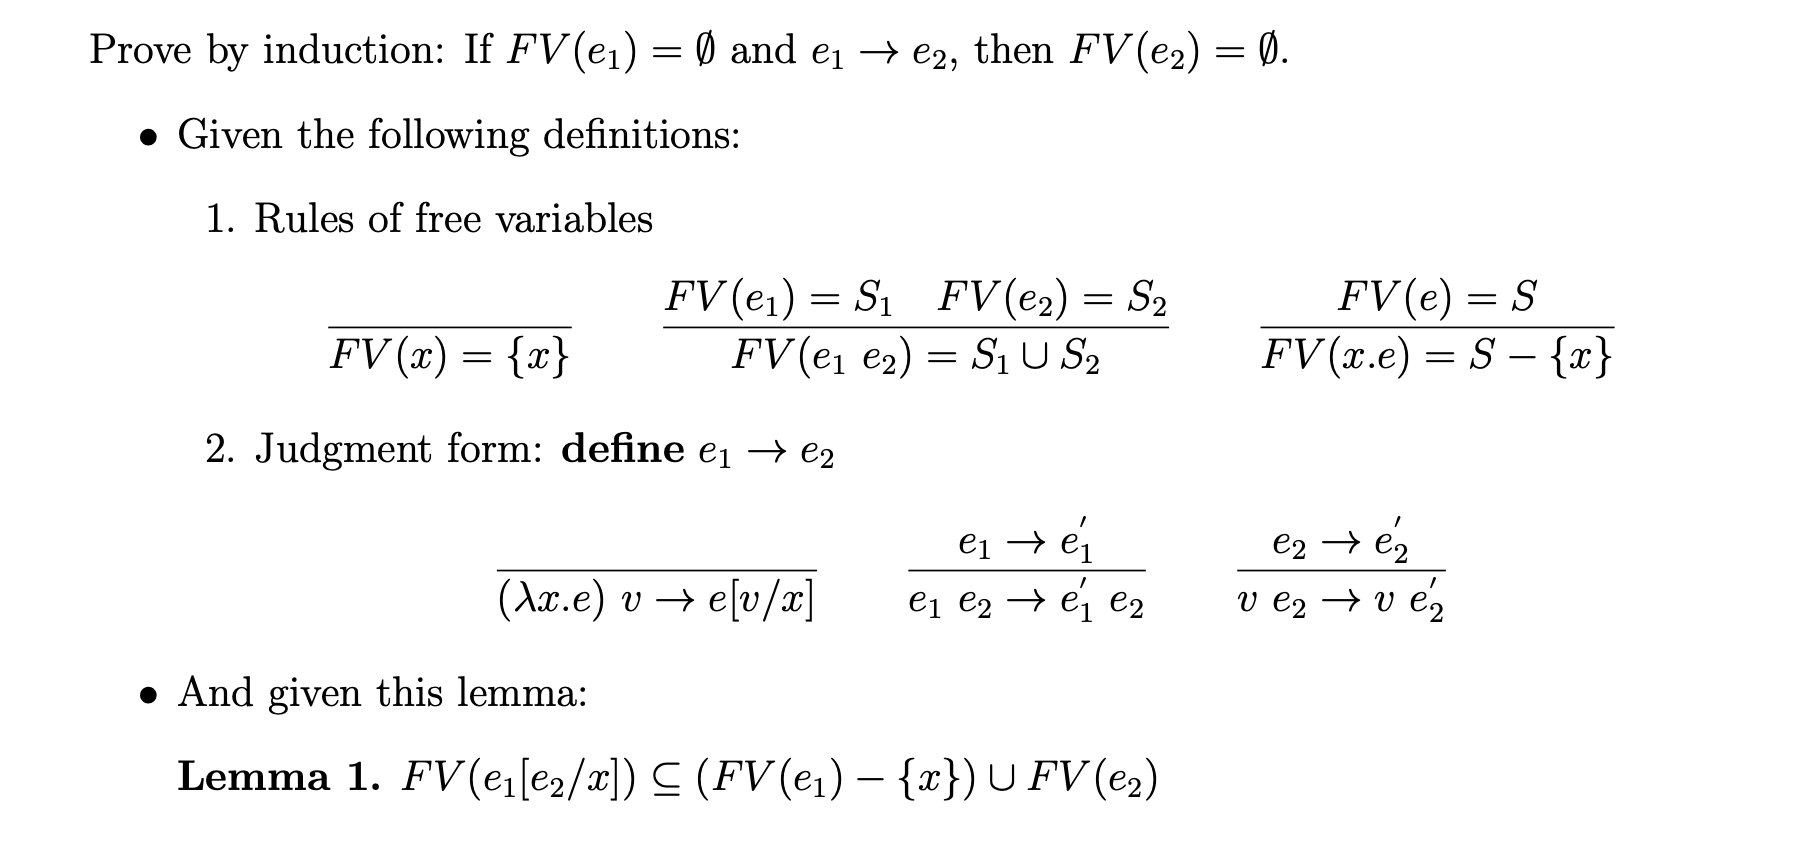 Prove by induction: If FV(e₁) = ∅ and e₁ → e₂, then FV(e₂) = ∅.
• Given the following definitions:
1. Rules of free variables
FV(e₁) = S₁ FV(e₂) = S₂ FV(e) = S
FV(x) = {x} FV(e₁ e₂) = S₁ ∪ S₂ FV(x.e) = S − {x}
2. Judgment form: define e₁ → e₂
e₁ → e₁′ e₂ → e₂′
(λx.e) v → e[v/x] e₁ e₂ → e₁′ e₂ v e₂ → v e₂′
• And given this lemma:
Lemma 1. FV(e₁[e₂/x]) ⊆ (FV(e₁) − {x}) ∪ FV(e₂)